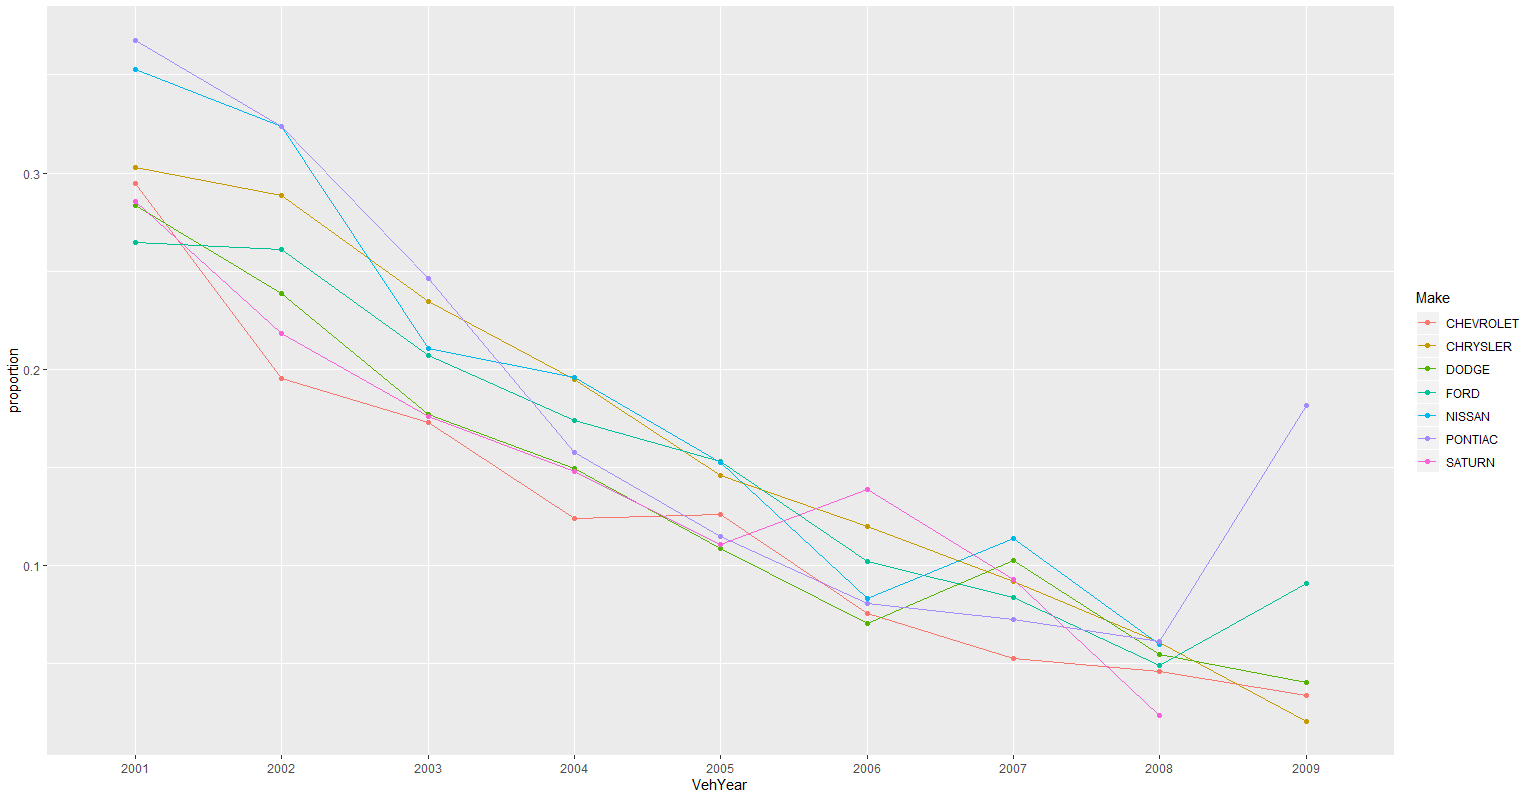 proportion
0.3
0.2
0.1
2001 2002 2003 2004 2005 2006 2007 2008 2009
VehYear
Make
CHEVROLET
CHRYSLER
DODGE
FORD
NISSAN
PONTIAC
SATURN